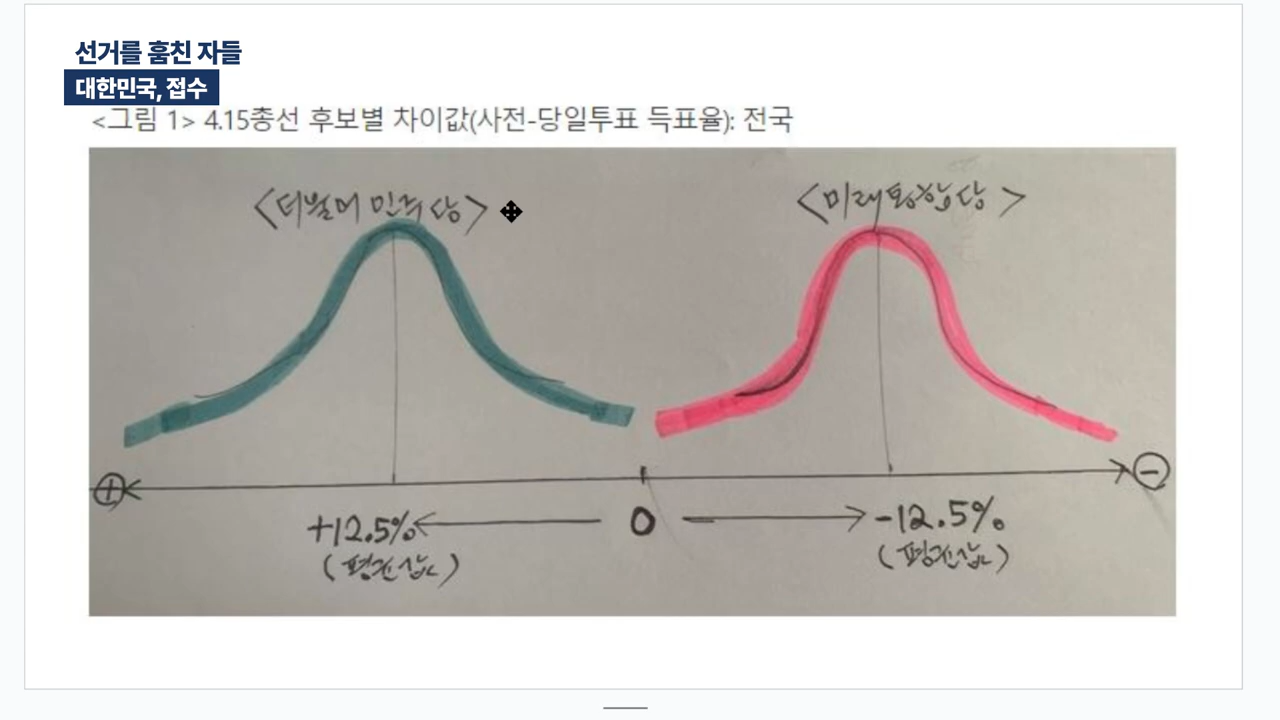 선거를 훔친 자들
대한민국, 접수
<그림 1> 4.15총선 후보별 차이값(사전-당일투표 득표율): 전국
<더불어 민주당>
<미래통합당>
+
-
+12.5%
0
-12.5%
(평균값)
(평균값)